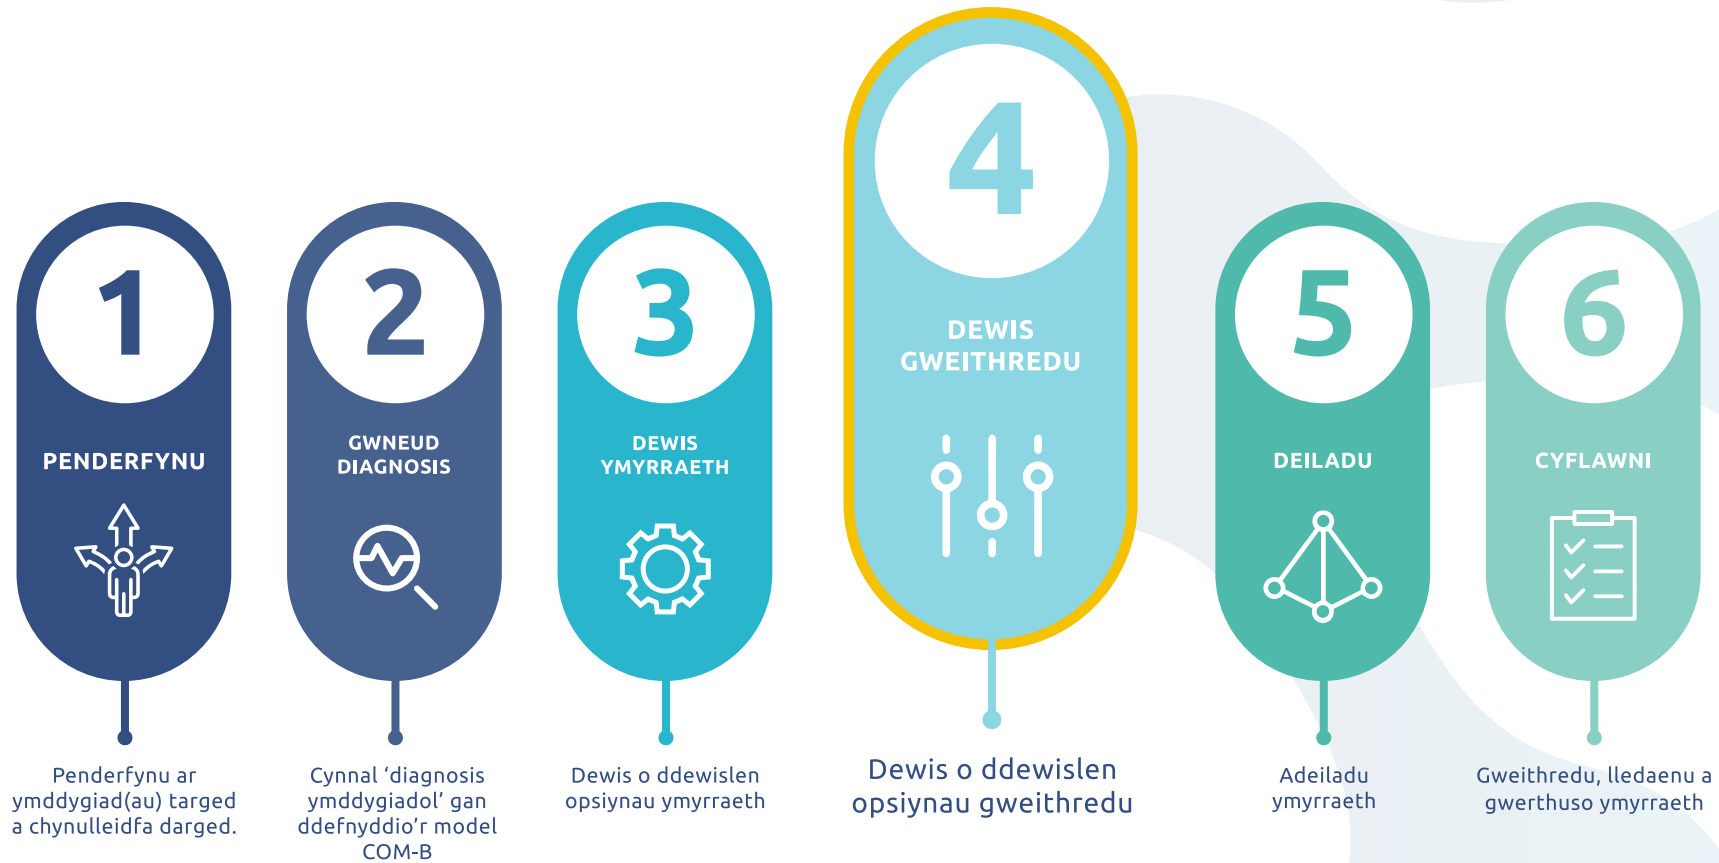 1
PENDERFYNU
Penderfynu ar
ymddygiad(au) targed
a chynulleidfa darged.
2
GWNEUD
DIAGNOSIS
Cynnal ‘diagnosis
ymddygiadol’ gan
ddefnyddio’r model
COM-B
3
DEWIS
YMYRRAETH
Dewis o ddewislen
opsiynau ymyrraeth
4
DEWIS
GWEITHREDU
Dewis o ddewislen
opsiynau gweithredu
5
DEILADU
Adeiladu
ymyrraeth
6
CYFLAWNI
Gweithredu, lledaenu a
gwerthuso ymyrraeth